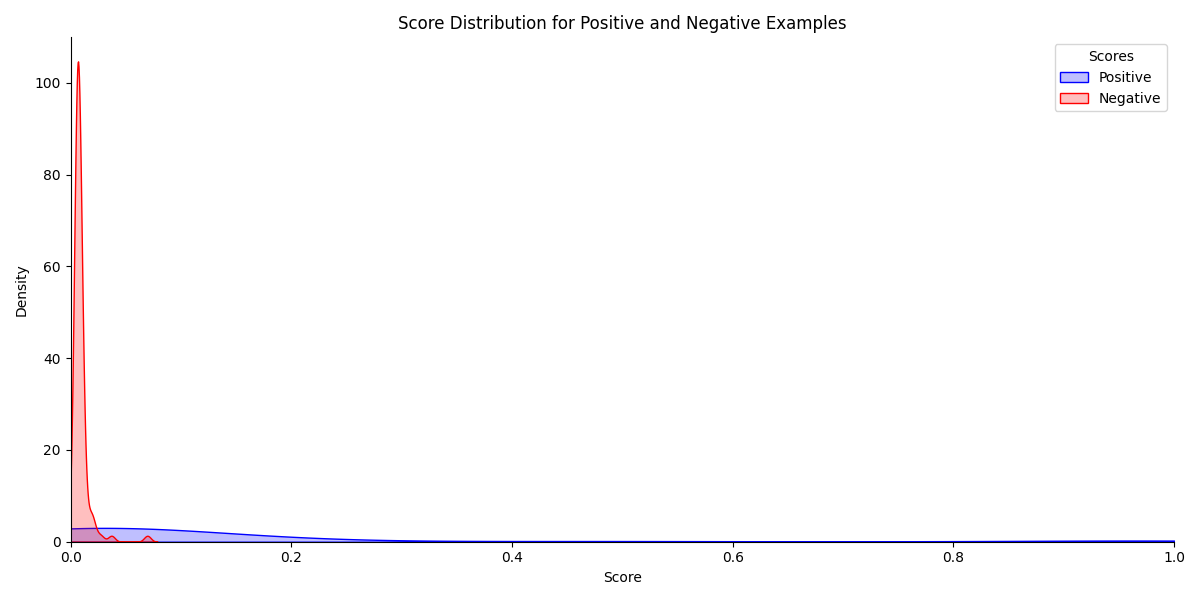 Score Distribution for Positive and Negative Examples
Scores
Positive
Negative
Density
100
80
60
40
20
0
0.0
0.2
0.4
0.6
0.8
1.0
Score